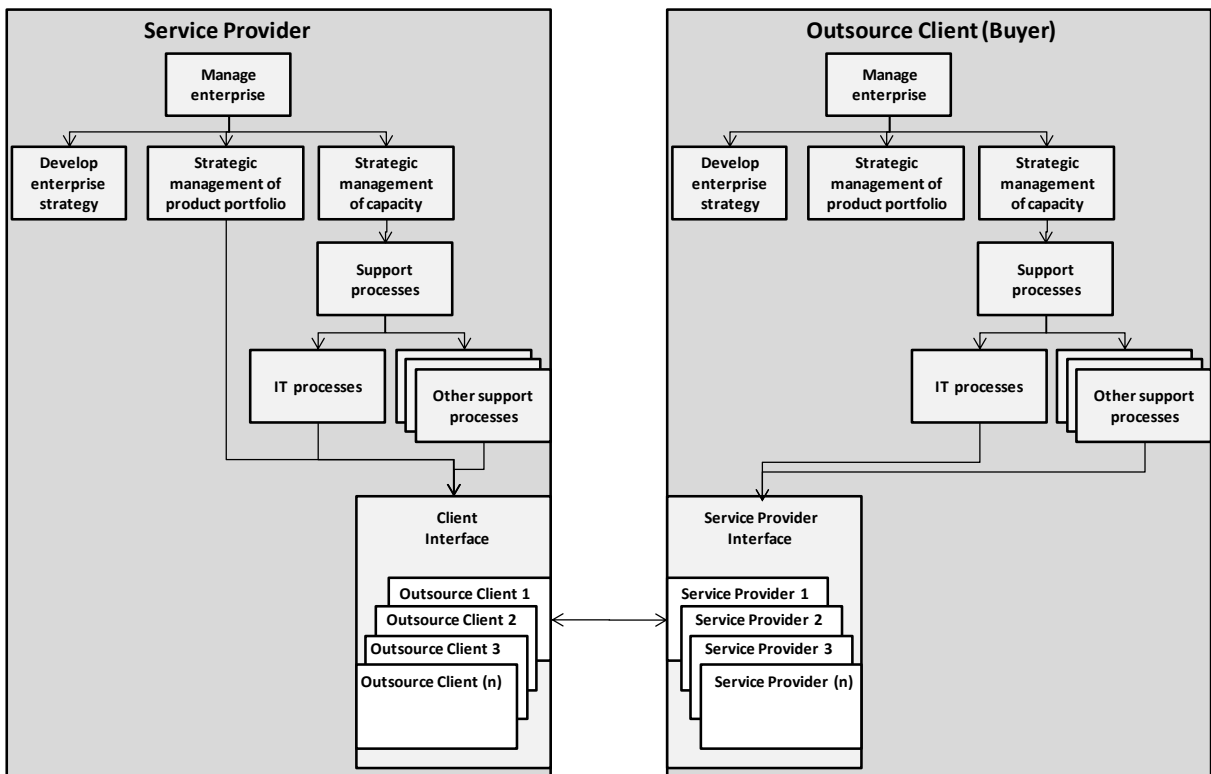 Service Provider
Manage
enterprise
Develop
enterprise
strategy
Strategic
management of
product portfolio
Strategic
management
of capacity
Support
processes
IT processes
Other support
processes
Client
Interface
Outsource Client 1
Outsource Client 2
Outsource Client 3
Outsource Client (n)
Outsource Client (Buyer)
Manage
enterprise
Develop
enterprise
strategy
Strategic
management of
product portfolio
Strategic
management
of capacity
Support
processes
IT processes
Other support
processes
Service Provider
Interface
Service Provider 1
Service Provider 2
Service Provider 3
Service Provider (n)